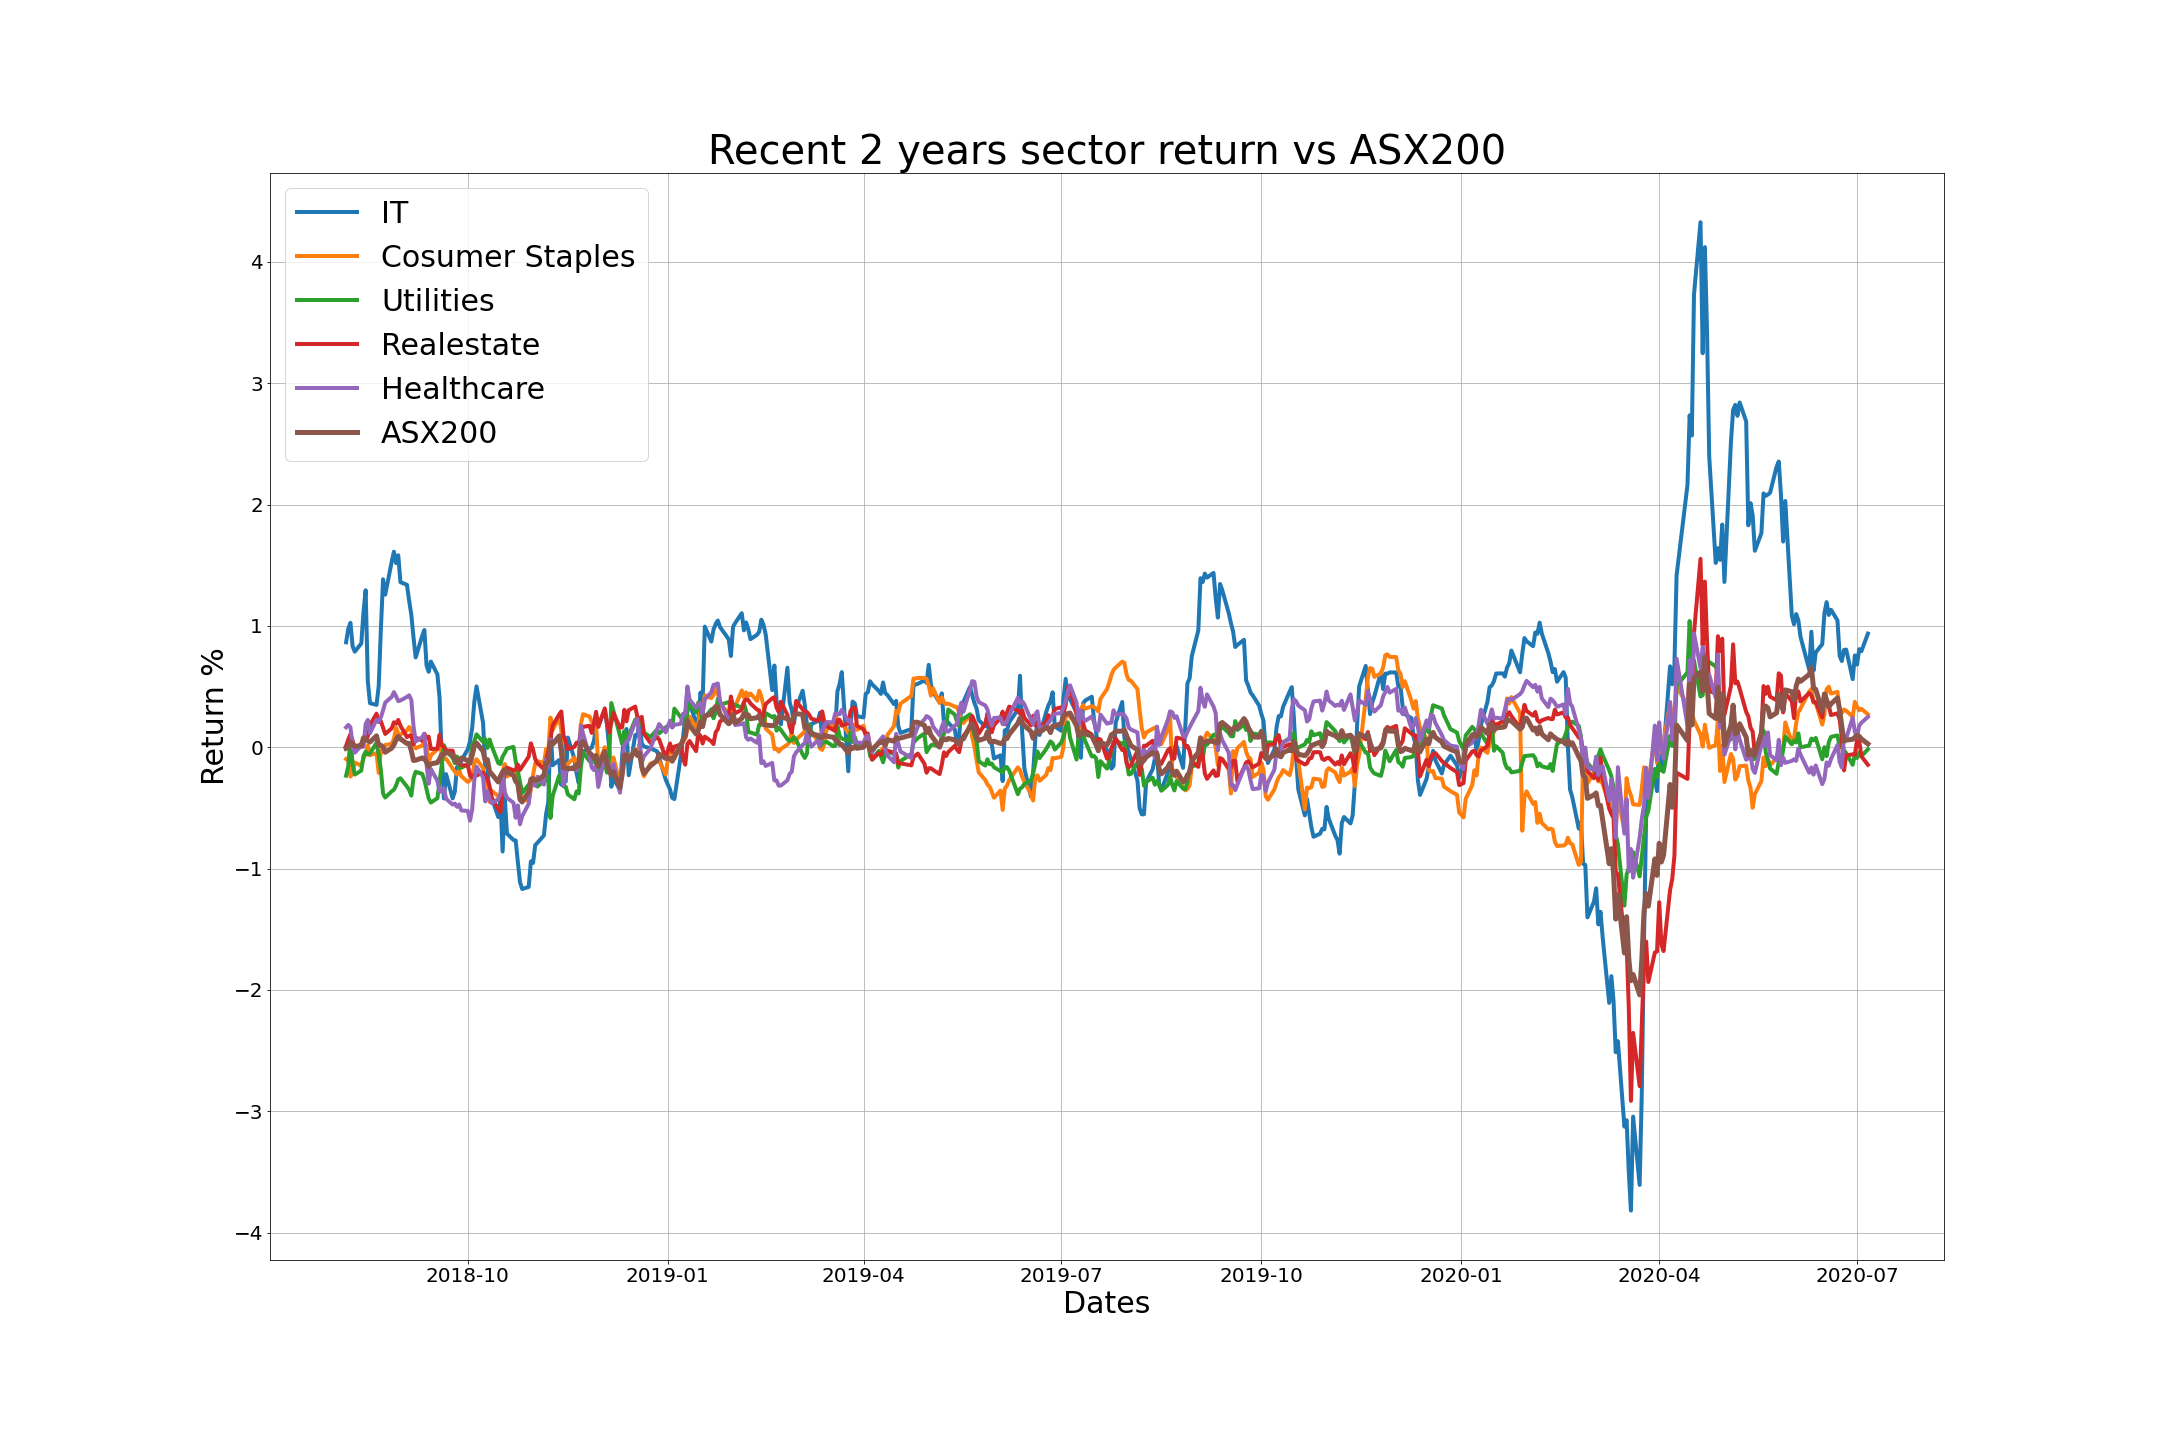 Recent 2 years sector return vs ASX200
IT
Cosumer Staples
Utilities
Realestate
Healthcare
ASX200
Return %
4
3
2
1
0
−1
−2
−3
−4
2018-10 2019-01 2019-04 2019-07 2019-10 2020-01 2020-04 2020-07
Dates